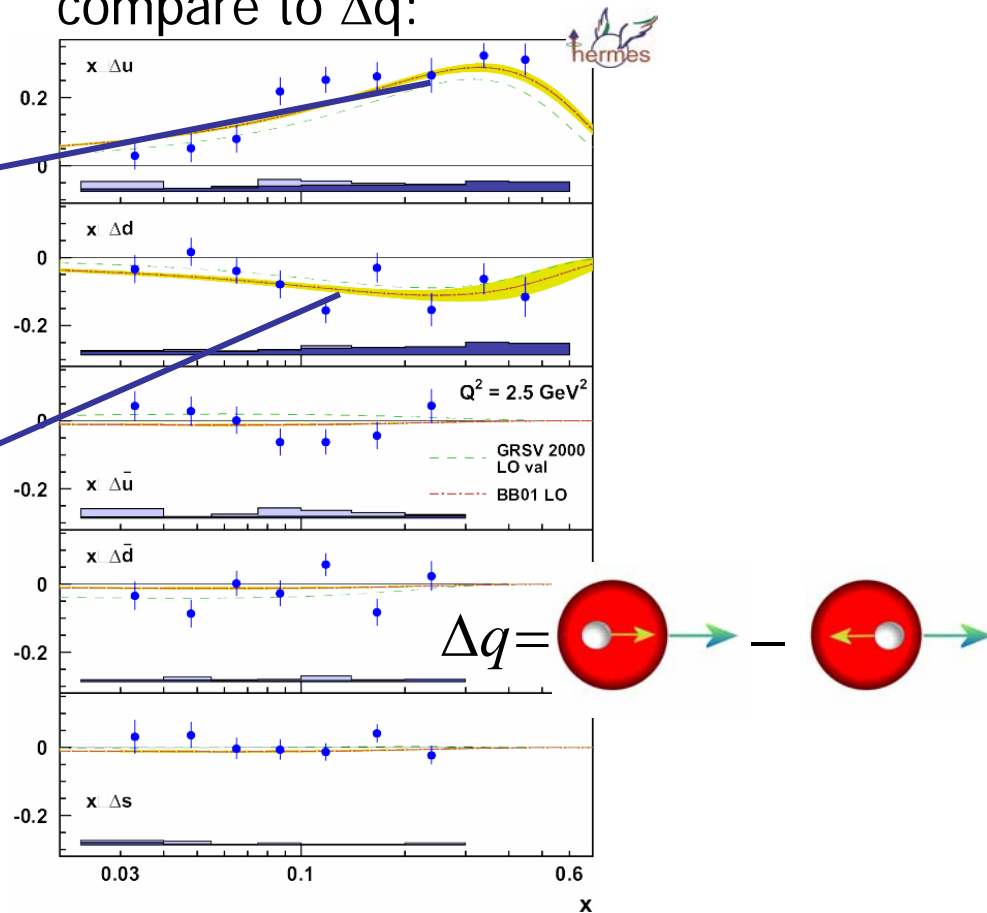 compare to Δq:
hermes
x Δu
0.2
0
x Δd
0
-0.2
Q² = 2.5 GeV²
0
GRSV 2000
LO val
-0.2
x Δū
BB01 LO
x Δd̄
0
Δq=
–
-0.2
0
x Δs
-0.2
0.03
0.1
0.6
x